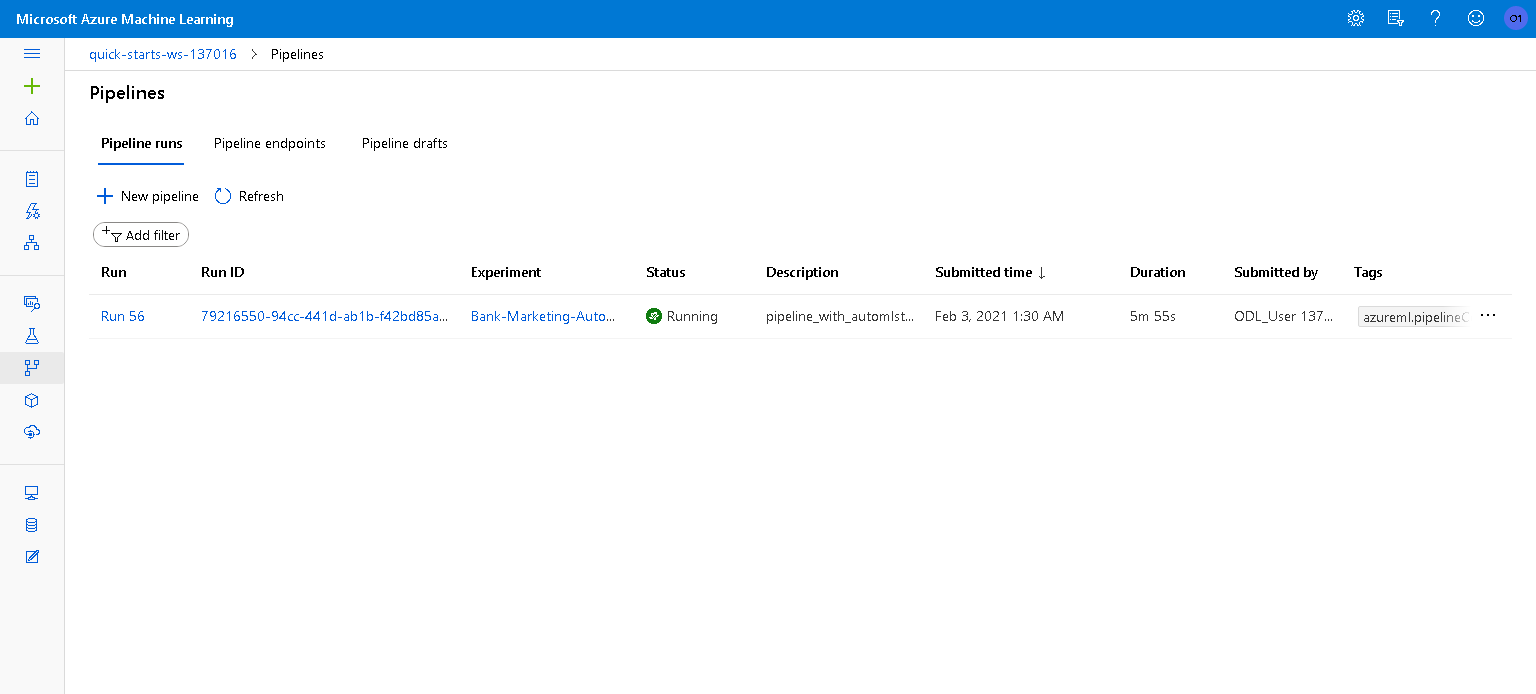 Microsoft Azure Machine Learning
?
O1
quick-starts-ws-137016 > Pipelines
Pipelines
Pipeline runs Pipeline endpoints Pipeline drafts
New pipeline Refresh
Add filter
Run Run ID Experiment Status Description Submitted time ↓ Duration Submitted by Tags
Run 56 79216550-94cc-441d-ab1b-f42bd85a... Bank-Marketing-Auto... Running pipeline_with_automlst... Feb 3, 2021 1:30 AM 5m 55s ODL_User 137... azureml.pipelineC ...